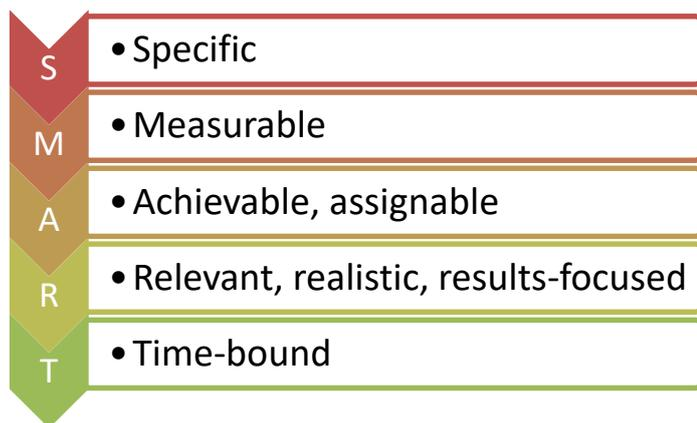 S
• Specific
M
• Measurable
A
• Achievable, assignable
R
• Relevant, realistic, results-focused
T
• Time-bound